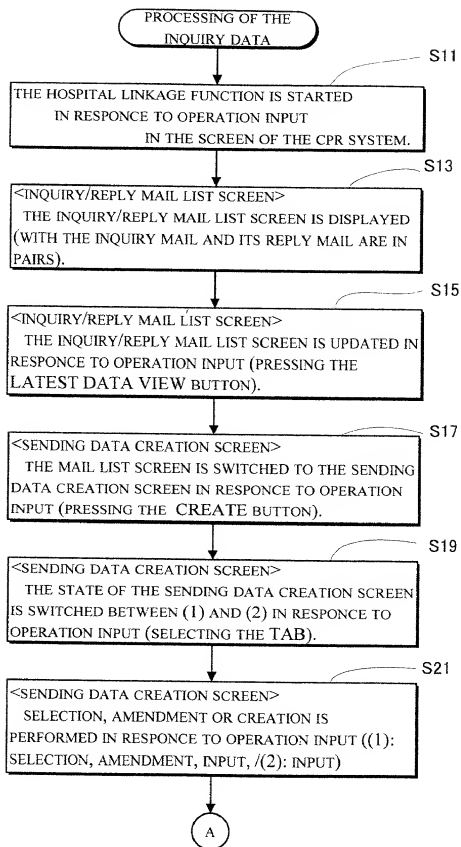 PROCESSING OF THE
INQUIRY DATA
S11
THE HOSPITAL LINKAGE FUNCTION IS STARTED
IN RESPONCE TO OPERATION INPUT
IN THE SCREEN OF THE CPR SYSTEM.
S13
<INQUIRY/REPLY MAIL LIST SCREEN>
THE INQUIRY/REPLY MAIL LIST SCREEN IS DISPLAYED
(WITH THE INQUIRY MAIL AND ITS REPLY MAIL ARE IN
PAIRS).
S15
<INQUIRY/REPLY MAIL LIST SCREEN>
THE INQUIRY/REPLY MAIL LIST SCREEN IS UPDATED IN
RESPONCE TO OPERATION INPUT (PRESSING THE
LATEST DATA VIEW BUTTON).
S17
<SENDING DATA CREATION SCREEN>
THE MAIL LIST SCREEN IS SWITCHED TO THE SENDING
DATA CREATION SCREEN IN RESPONCE TO OPERATION
INPUT (PRESSING THE CREATE BUTTON).
S19
<SENDING DATA CREATION SCREEN>
THE STATE OF THE SENDING DATA CREATION SCREEN
IS SWITCHED BETWEEN (1) AND (2) IN RESPONCE TO
OPERATION INPUT (SELECTING THE TAB).
S21
<SENDING DATA CREATION SCREEN>
SELECTION, AMENDMENT OR CREATION IS
PERFORMED IN RESPONCE TO OPERATION INPUT ((1):
SELECTION, AMENDMENT, INPUT, /(2): INPUT)
A